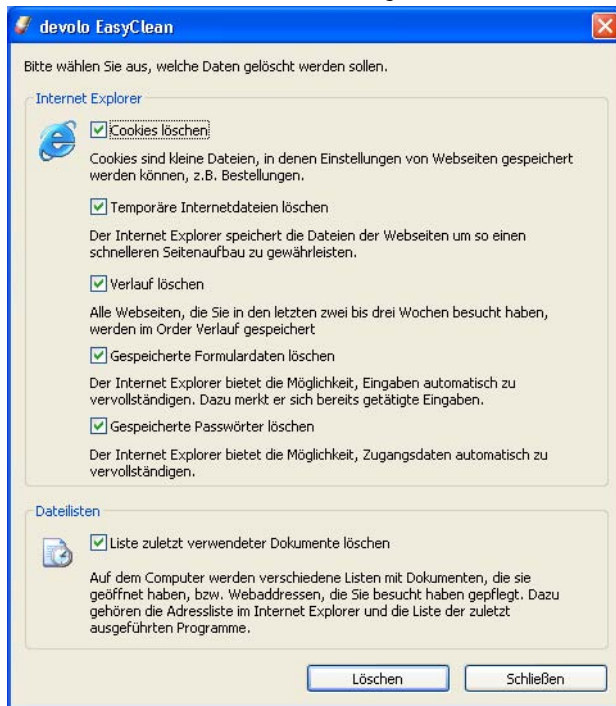 devolo EasyClean
Bitte wählen Sie aus, welche Daten gelöscht werden sollen.
Internet Explorer
Cookies löschen
Cookies sind kleine Dateien, in denen Einstellungen von Webseiten gespeichert
werden können, z.B. Bestellungen.
Temporäre Internetdateien löschen
Der Internet Explorer speichert die Dateien der Webseiten um so einen
schnelleren Seitenaufbau zu gewährleisten.
Verlauf löschen
Alle Webseiten, die Sie in den letzten zwei bis drei Wochen besucht haben,
werden im Order Verlauf gespeichert
Gespeicherte Formulardaten löschen
Der Internet Explorer bietet die Möglichkeit, Eingaben automatisch zu
vervollständigen. Dazu merkt er sich bereits getätigte Eingaben.
Gespeicherte Passwörter löschen
Der Internet Explorer bietet die Möglichkeit, Zugangsdaten automatisch zu
vervollständigen.
Dateilisten
Liste zuletzt verwendeter Dokumente löschen
Auf dem Computer werden verschiedene Listen mit Dokumenten, die sie
geöffnet haben, bzw. Webaddressen, die Sie besucht haben gepflegt. Dazu
gehören die Adressliste im Internet Explorer und die Liste der zuletzt
ausgeführten Programme.
Löschen
Schließen